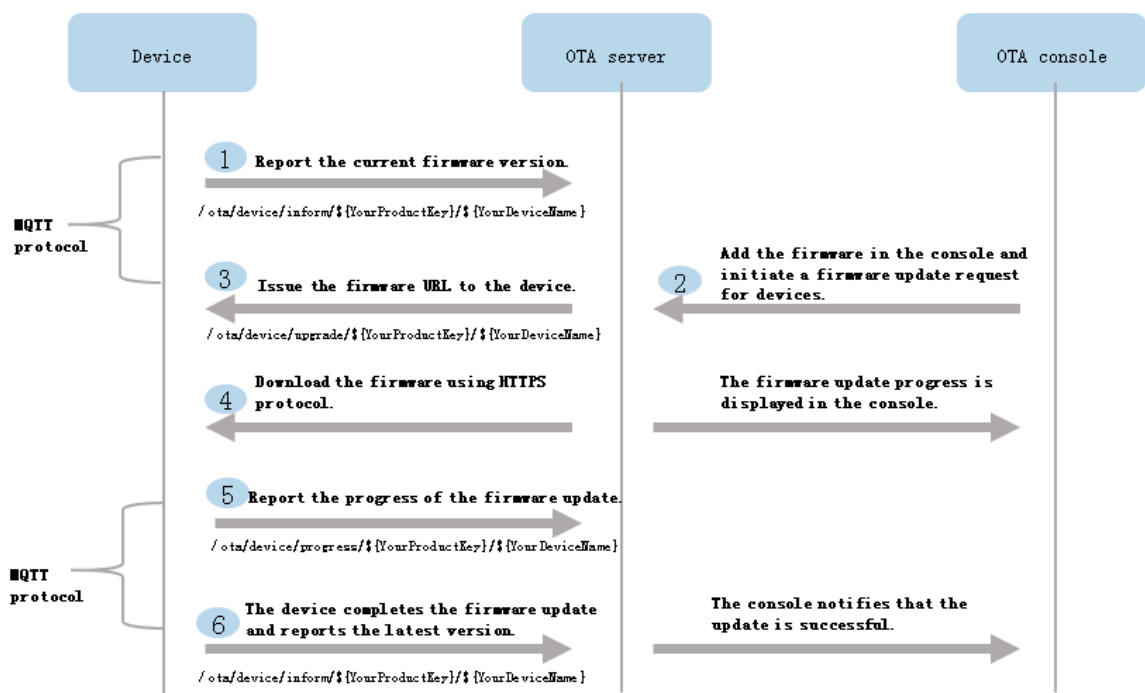 Device
OTA server
OTA console
1
Report the current firmware version.
/ota/device/inform/${YourProductKey}/${YourDeviceName}
MQTT
protocol
Add the firmware in the console and
initiate a firmware update request
for devices.
2
3
Issue the firmware URL to the device.
/ota/device/upgrade/${YourProductKey}/${YourDeviceName}
Download the firmware using HTTPS
protocol.
4
The firmware update progress is
displayed in the console.
5
Report the progress of the firmware update.
/ota/device/progress/${YourProductKey}/${YourDeviceName}
MQTT
protocol
6
The device completes the firmware update
and reports the latest version.
The console notifies that the
update is successful.
/ota/device/inform/${YourProductKey}/${YourDeviceName}